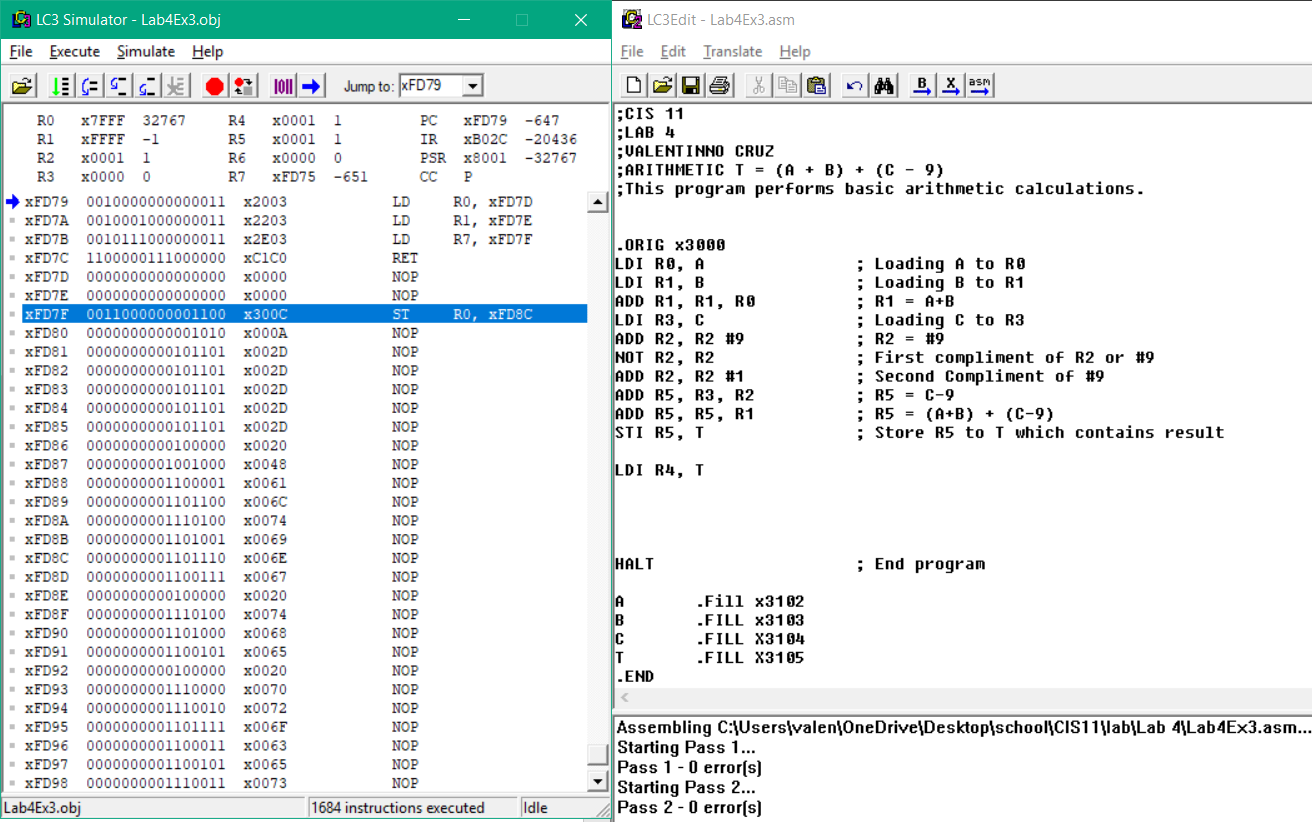 LC3 Simulator - Lab4Ex3.obj
File Execute Simulate Help
Jump to: xFD79
R0 x7FFF 32767 R4 x0001 1 PC xFD79 -647
R1 xFFFF -1 R5 x0001 1 IR xB02C -20436
R2 x0001 1 R6 x0000 0 PSR x8001 -32767
R3 x0000 0 R7 xFD75 -651 CC P
xFD79 0010000000000011 x2003 LD R0, xFD7D
xFD7A 0010001000000011 x2203 LD R1, xFD7E
xFD7B 0010111000000011 x2E03 LD R7, xFD7F
xFD7C 1100000111000000 xC1C0 RET
xFD7D 0000000000000000 x0000 NOP
xFD7E 0000000000000000 x0000 NOP
xFD7F 0011000000001100 x300C ST R0, xFD8C
xFD80 0000000000001010 x000A NOP
xFD81 0000000000101101 x002D NOP
xFD82 0000000000101101 x002D NOP
xFD83 0000000000101101 x002D NOP
xFD84 0000000000101101 x002D NOP
xFD85 0000000000101101 x002D NOP
xFD86 0000000000100000 x0020 NOP
xFD87 0000000001001000 x0048 NOP
xFD88 0000000001100001 x0061 NOP
xFD89 0000000001101100 x006C NOP
xFD8A 0000000001110100 x0074 NOP
xFD8B 0000000001101001 x0069 NOP
xFD8C 0000000001101110 x006E NOP
xFD8D 0000000001100111 x0067 NOP
xFD8E 0000000000100000 x0020 NOP
xFD8F 0000000001110100 x0074 NOP
xFD90 0000000001101000 x0068 NOP
xFD91 0000000001100101 x0065 NOP
xFD92 0000000000100000 x0020 NOP
xFD93 0000000001110000 x0070 NOP
xFD94 0000000001110010 x0072 NOP
xFD95 0000000001101111 x006F NOP
xFD96 0000000001100011 x0063 NOP
xFD97 0000000001100101 x0065 NOP
xFD98 0000000001110011 x0073 NOP
Lab4Ex3.obj 1684 instructions executed Idle
LC3Edit - Lab4Ex3.asm
File Edit Translate Help
B X asm
;CIS 11
;LAB 4
;VALENTINNO CRUZ
;ARITHMETIC T = (A + B) + (C - 9)
;This program performs basic arithmetic calculations.
.ORIG x3000
LDI R0, A ; Loading A to R0
LDI R1, B ; Loading B to R1
ADD R1, R1, R0 ; R1 = A+B
LDI R3, C ; Loading C to R3
ADD R2, R2 #9 ; R2 = #9
NOT R2, R2 ; First compliment of R2 or #9
ADD R2, R2 #1 ; Second Compliment of #9
ADD R5, R3, R2 ; R5 = C-9
ADD R5, R5, R1 ; R5 = (A+B) + (C-9)
STI R5, T ; Store R5 to T which contains result
LDI R4, T
HALT ; End program
A .Fill x3102
B .FILL x3103
C .FILL X3104
T .FILL X3105
.END
Assembling C:\Users\valen\OneDrive\Desktop\school\CIS11\lab\Lab 4\Lab4Ex3.asm...
Starting Pass 1...
Pass 1 - 0 error(s)
Starting Pass 2...
Pass 2 - 0 error(s)